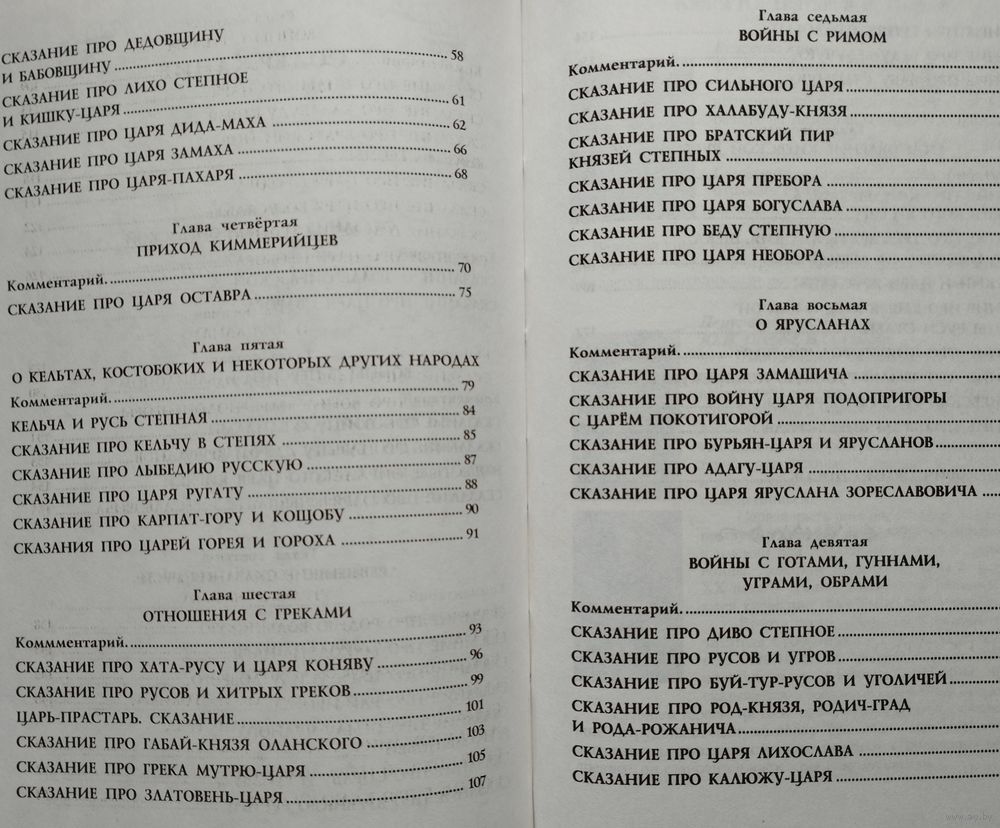 СКАЗАНИЕ ПРО ДЕДОВЩИНУ
И БАБОВЩИНУ 58
СКАЗАНИЕ ПРО ЛИХО СТЕПНОЕ
И КИШКУ-ЦАРЯ 61
СКАЗАНИЕ ПРО ЦАРЯ ДИДА-МАХА 62
СКАЗАНИЕ ПРО ЦАРЯ ЗАМАХА 66
СКАЗАНИЕ ПРО ЦАРЯ-ПАХАРЯ 68
Глава четвёртая
ПРИХОД КИММЕРИЙЦЕВ
Комментарий. 70
СКАЗАНИЕ ПРО ЦАРЯ ОСТАВРА 75
Глава пятая
О КЕЛЬТАХ, КОСТОБОКИХ И НЕКОТОРЫХ ДРУГИХ НАРОДАХ
Комментарий. 79
КЕЛЬЧА И РУСЬ СТЕПНАЯ 84
СКАЗАНИЕ ПРО КЕЛЬЧУ В СТЕПЯХ 85
СКАЗАНИЕ ПРО ЛЫБЕДИЮ РУССКУЮ 87
СКАЗАНИЕ ПРО ЦАРЯ РУГАТУ 88
СКАЗАНИЕ ПРО КАРПАТ-ГОРУ И КОЩОБУ 90
СКАЗАНИЯ ПРО ЦАРЕЙ ГОРЕЯ И ГОРОХА 91
Глава шестая
ОТНОШЕНИЯ С ГРЕКАМИ
Коммментарий. 93
СКАЗАНИЕ ПРО ХАТА-РУСУ И ЦАРЯ КОНЯВУ 96
СКАЗАНИЕ ПРО РУСОВ И ХИТРЫХ ГРЕКОВ 99
ЦАРЬ-ПРАСТАРЬ. СКАЗАНИЕ 101
СКАЗАНИЕ ПРО ГАБАЙ-КНЯЗЯ ОЛАНСКОГО 103
СКАЗАНИЕ ПРО ГРЕКА МУТРЮ-ЦАРЯ 105
СКАЗАНИЕ ПРО ЗЛАТОВЕНЬ-ЦАРЯ 107
Глава седьмая
ВОЙНЫ С РИМОМ
Комментарий.
СКАЗАНИЕ ПРО СИЛЬНОГО ЦАРЯ
СКАЗАНИЕ ПРО ХАЛАБУДУ-КНЯЗЯ
СКАЗАНИЕ ПРО БРАТСКИЙ ПИР
КНЯЗЕЙ СТЕПНЫХ
СКАЗАНИЕ ПРО ЦАРЯ ПРЕБОРА
СКАЗАНИЕ ПРО ЦАРЯ БОГУСЛАВА
СКАЗАНИЕ ПРО БЕДУ СТЕПНУЮ
СКАЗАНИЕ ПРО ЦАРЯ НЕОБОРА
Глава восьмая
О ЯРУСЛАНАХ
Комментарий.
СКАЗАНИЕ ПРО ЦАРЯ ЗАМАШИЧА
СКАЗАНИЕ ПРО ВОЙНУ ЦАРЯ ПОДОПРИГОРЫ
С ЦАРЁМ ПОКОТИГОРОЙ
СКАЗАНИЕ ПРО БУРЬЯН-ЦАРЯ И ЯРУСЛАНОВ
СКАЗАНИЕ ПРО АДАГУ-ЦАРЯ
СКАЗАНИЕ ПРО ЦАРЯ ЯРУСЛАНА ЗОРЕСЛАВОВИЧА
Глава девятая
ВОЙНЫ С ГОТАМИ, ГУННАМИ,
УГРАМИ, ОБРАМИ
Комментарий.
СКАЗАНИЕ ПРО ДИВО СТЕПНОЕ
СКАЗАНИЕ ПРО РУСОВ И УГРОВ
СКАЗАНИЕ ПРО БУЙ-ТУР-РУСОВ И УГОЛИЧЕЙ
СКАЗАНИЕ ПРО РОД-КНЯЗЯ, РОДИЧ-ГРАД
И РОДА-РОЖАНИЧА
СКАЗАНИЕ ПРО ЦАРЯ ЛИХОСЛАВА
СКАЗАНИЕ ПРО КАЛЮЖУ-ЦАРЯ
www.ay.by